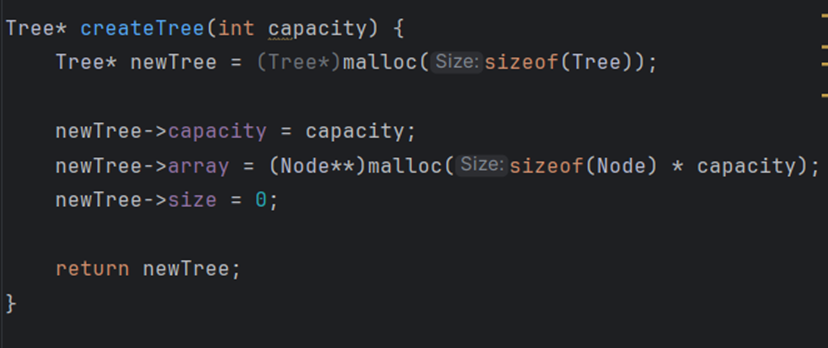 Tree* createTree(int capacity) {
    Tree* newTree = (Tree*)malloc(Size:sizeof(Tree));

    newTree->capacity = capacity;
    newTree->array = (Node**)malloc(Size:sizeof(Node) * capacity);
    newTree->size = 0;

    return newTree;
}